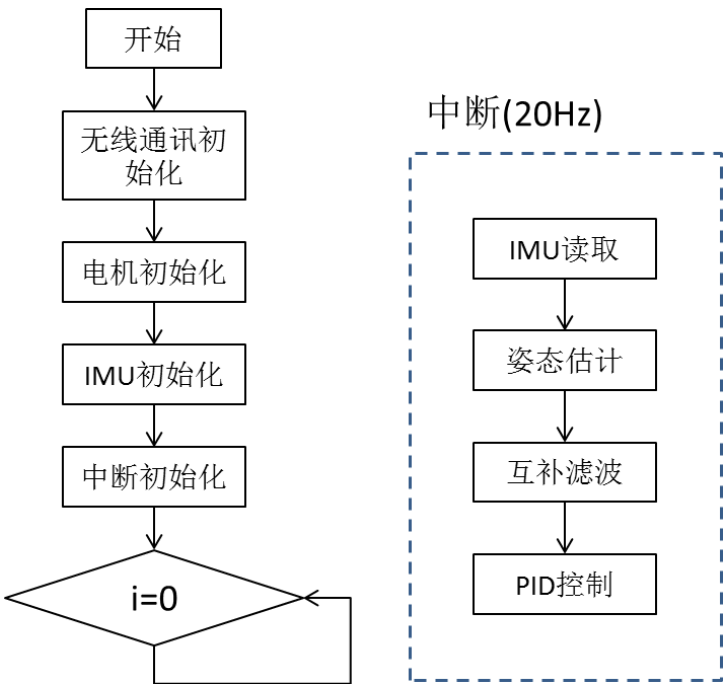 开始
无线通讯初
始化
电机初始化
IMU初始化
中断初始化
i=0
中断(20Hz)
IMU读取
姿态估计
互补滤波
PID控制